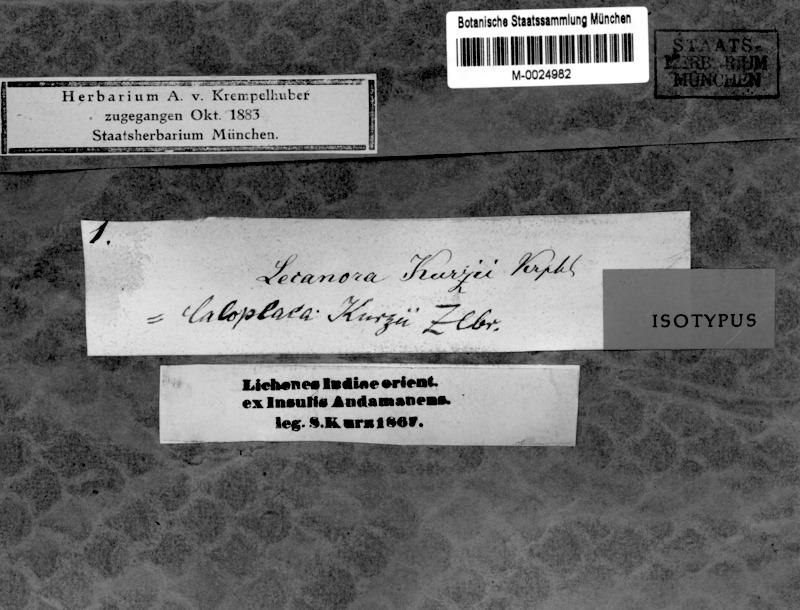 Botanische Staatssammlung München
M-0024982
STAATS-
HERBARIUM
MÜNCHEN
Herbarium A. v. Krempelhuber
zugegangen Okt. 1883
Staatsherbarium München.
1.
Lecanora Kurzii Krphb
= Caloplaca Kurzii Zlbr.
ISOTYPUS
Lichenes Indiae orient.
ex Insulis Andamanens.
leg. S. Kurz 1867.